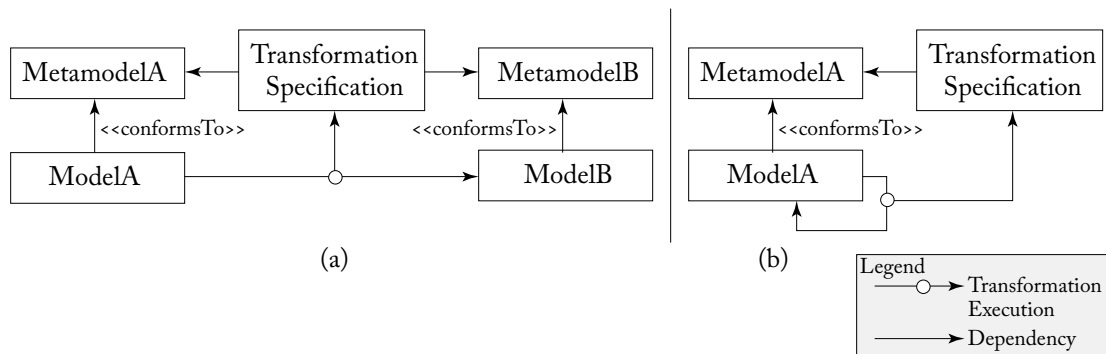 MetamodelA
Transformation
Specification
MetamodelB
<<conformsTo>>
<<conformsTo>>
ModelA
ModelB
(a)
MetamodelA
Transformation
Specification
<<conformsTo>>
ModelA
(b)
Legend
Transformation
Execution
Dependency